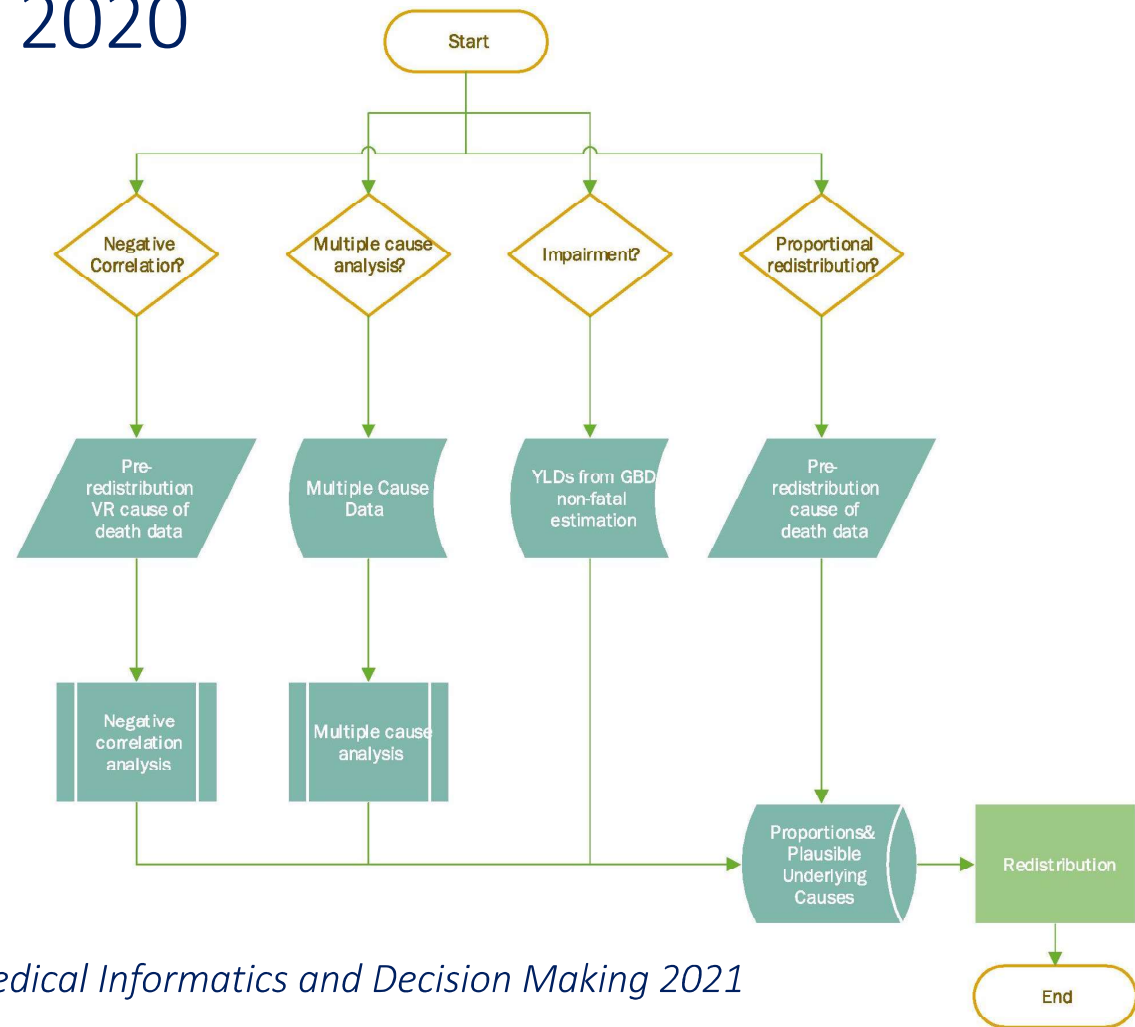 2020
Start
Negative
Correlation?
Multiple cause
analysis?
Impairment?
Proportional
redistribution?
Pre-
redistribution
VR cause of
death data
Multiple Cause
Data
YLDs from GBD
non-fatal
estimation
Pre-
redistribution
cause of
death data
Negative
correlation
analysis
Multiple cause
analysis
Proportions&
Plausible
Underlying
Causes
Redistribution
End
edical Informatics and Decision Making 2021